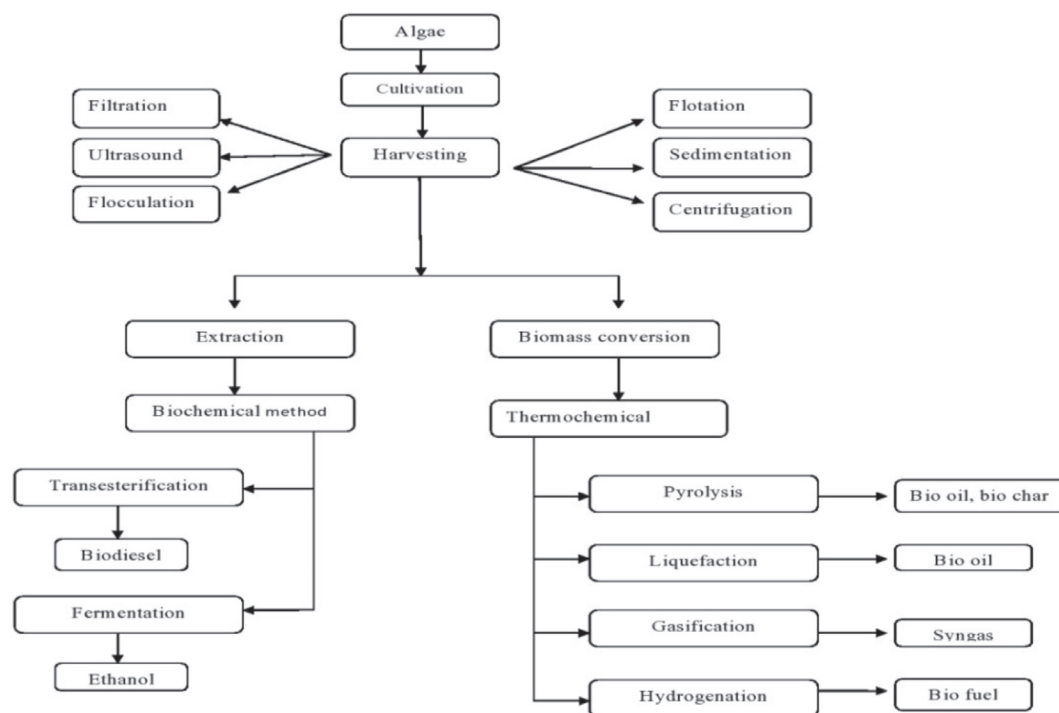 Algae
Cultivation
Filtration
Flotation
Ultrasound
Harvesting
Sedimentation
Flocculation
Centrifugation
Extraction
Biomass conversion
Biochemical method
Thermochemical
Transesterification
Pyrolysis
Bio oil, bio char
Biodiesel
Liquefaction
Bio oil
Fermentation
Gasification
Syngas
Ethanol
Hydrogenation
Bio fuel